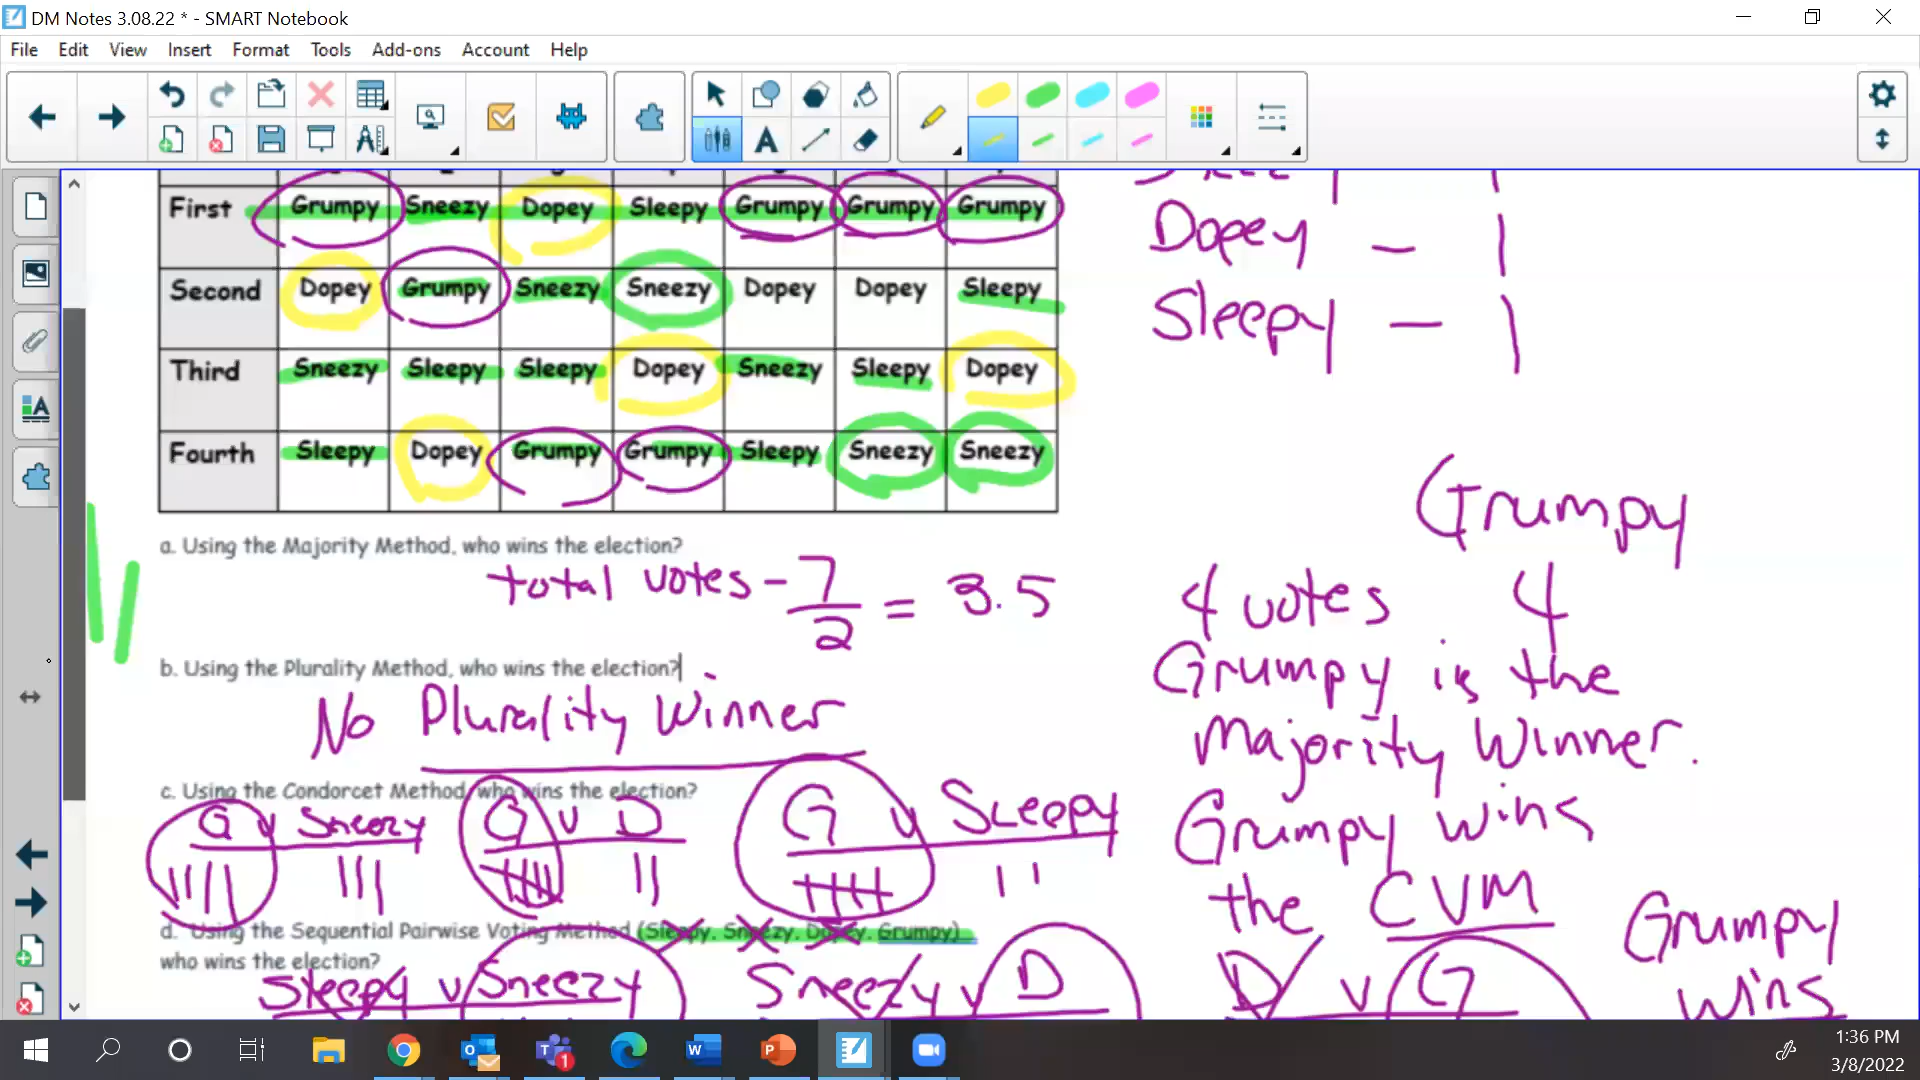 DM Notes 3.08.22 * - SMART Notebook
File Edit View Insert Format Tools Add-ons Account Help
First Grumpy Sneezy Dopey Sleepy Grumpy Grumpy Grumpy
Second Dopey Grumpy Sneezy Sneezy Dopey Dopey Sleepy
Third Sneezy Sleepy Sleepy Dopey Sneezy Sleepy Dopey
Fourth Sleepy Dopey Grumpy Grumpy Sleepy Sneezy Sneezy
Dopey - 1
Sleepy - 1
Grumpy
a. Using the Majority Method, who wins the election?
total votes - 7/2 = 3.5
4 votes 4
Grumpy is the
Majority Winner.
b. Using the Plurality Method, who wins the election?
No Plurality Winner
c. Using the Condorcet Method, who wins the election?
G v Sneezy G v D G v Sleepy
Grumpy wins
the CVM
d. Using the Sequential Pairwise Voting Method (Sleepy, Sneezy, Dopey, Grumpy)
who wins the election?
Sleepy v Sneezy Sneezy v D D v G
Grumpy
wins
1
1:36 PM
3/8/2022